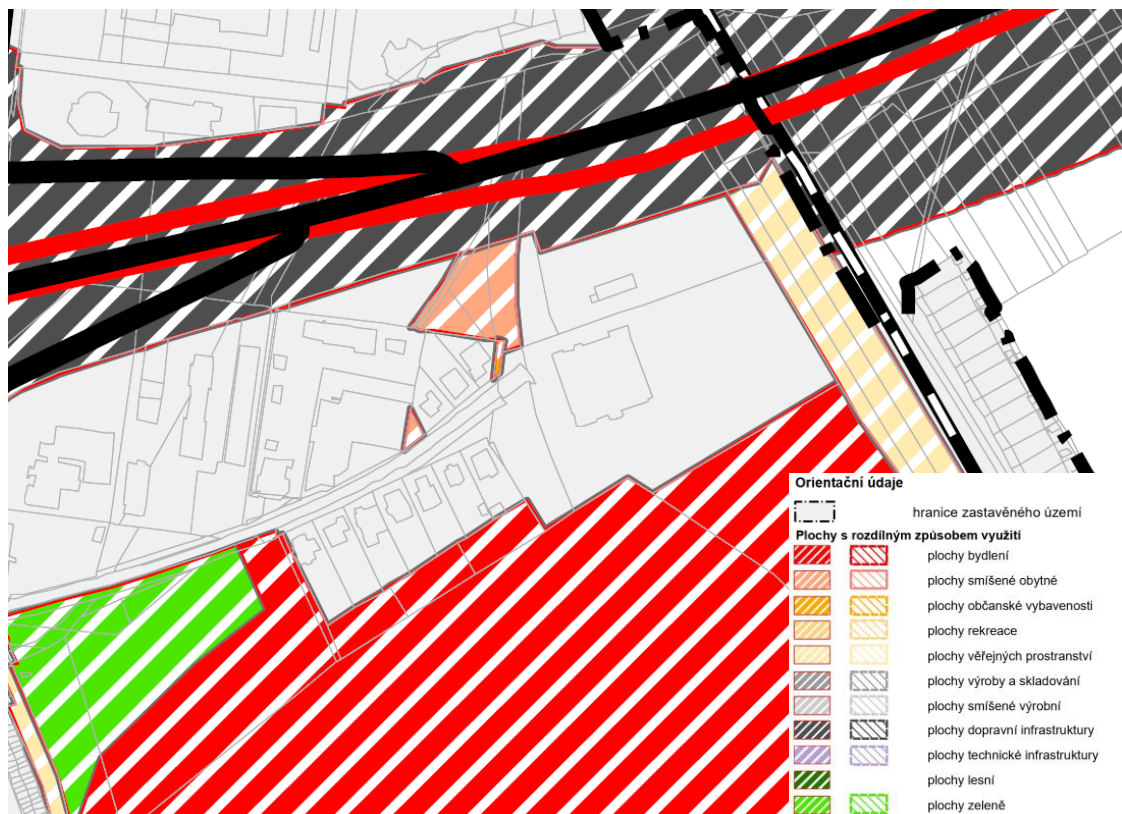 Orientační údaje
hranice zastavěného území
Plochy s rozdílným způsobem využití
plochy bydlení
plochy smíšené obytné
plochy občanské vybavenosti
plochy rekreace
plochy věřejných prostranství
plochy výroby a skladování
plochy smíšené výrobní
plochy dopravní infrastruktury
plochy technické infrastruktury
plochy lesní
plochy zeleně